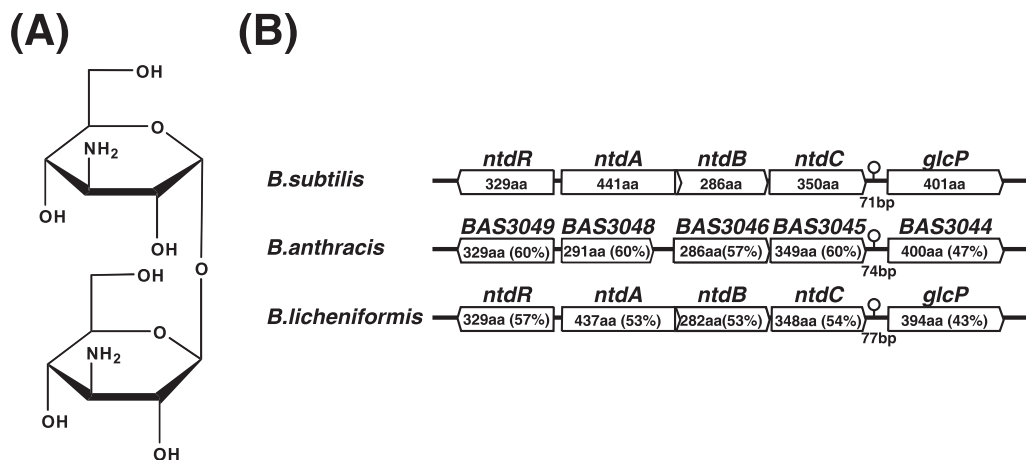 (A)
OH
O
NH2
OH
OH
O
OH
O
NH2
OH
OH
(B)
ntdR ntdA ntdB ntdC glcP
B.subtilis 329aa 441aa 286aa 350aa 401aa
71bp
BAS3049 BAS3048 BAS3046 BAS3045 BAS3044
B.anthracis 329aa (60%) 291aa (60%) 286aa(57%) 349aa (60%) 400aa (47%)
74bp
ntdR ntdA ntdB ntdC glcP
B.licheniformis 329aa (57%) 437aa (53%) 282aa(53%) 348aa (54%) 394aa (43%)
77bp